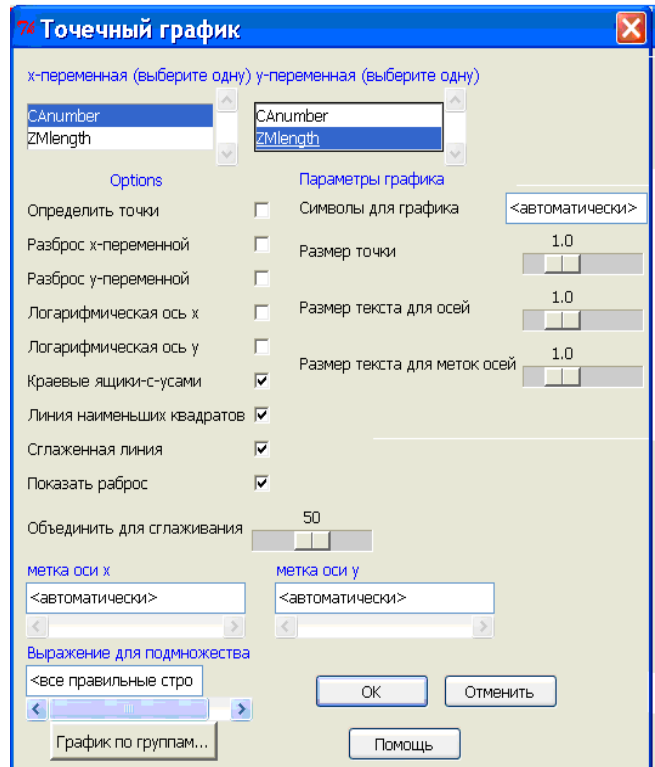 Точечный график
x-переменная (выберите одну) y-переменная (выберите одну)
CAnumber CAnumber
ZMlength ZMlength
Options Параметры графика
Определить точки Символы для графика <автоматически>
Разброс x-переменной Размер точки 1.0
Разброс y-переменной
Логарифмическая ось x Размер текста для осей 1.0
Логарифмическая ось y
Краевые ящики-с-усами Размер текста для меток осей 1.0
Линия наименьших квадратов
Сглаженная линия
Показать раброс
Объединить для сглаживания 50
метка оси x метка оси y
<автоматически> <автоматически>
Выражение для подмножества
<все правильные стро
OK Отменить
График по группам... Помощь